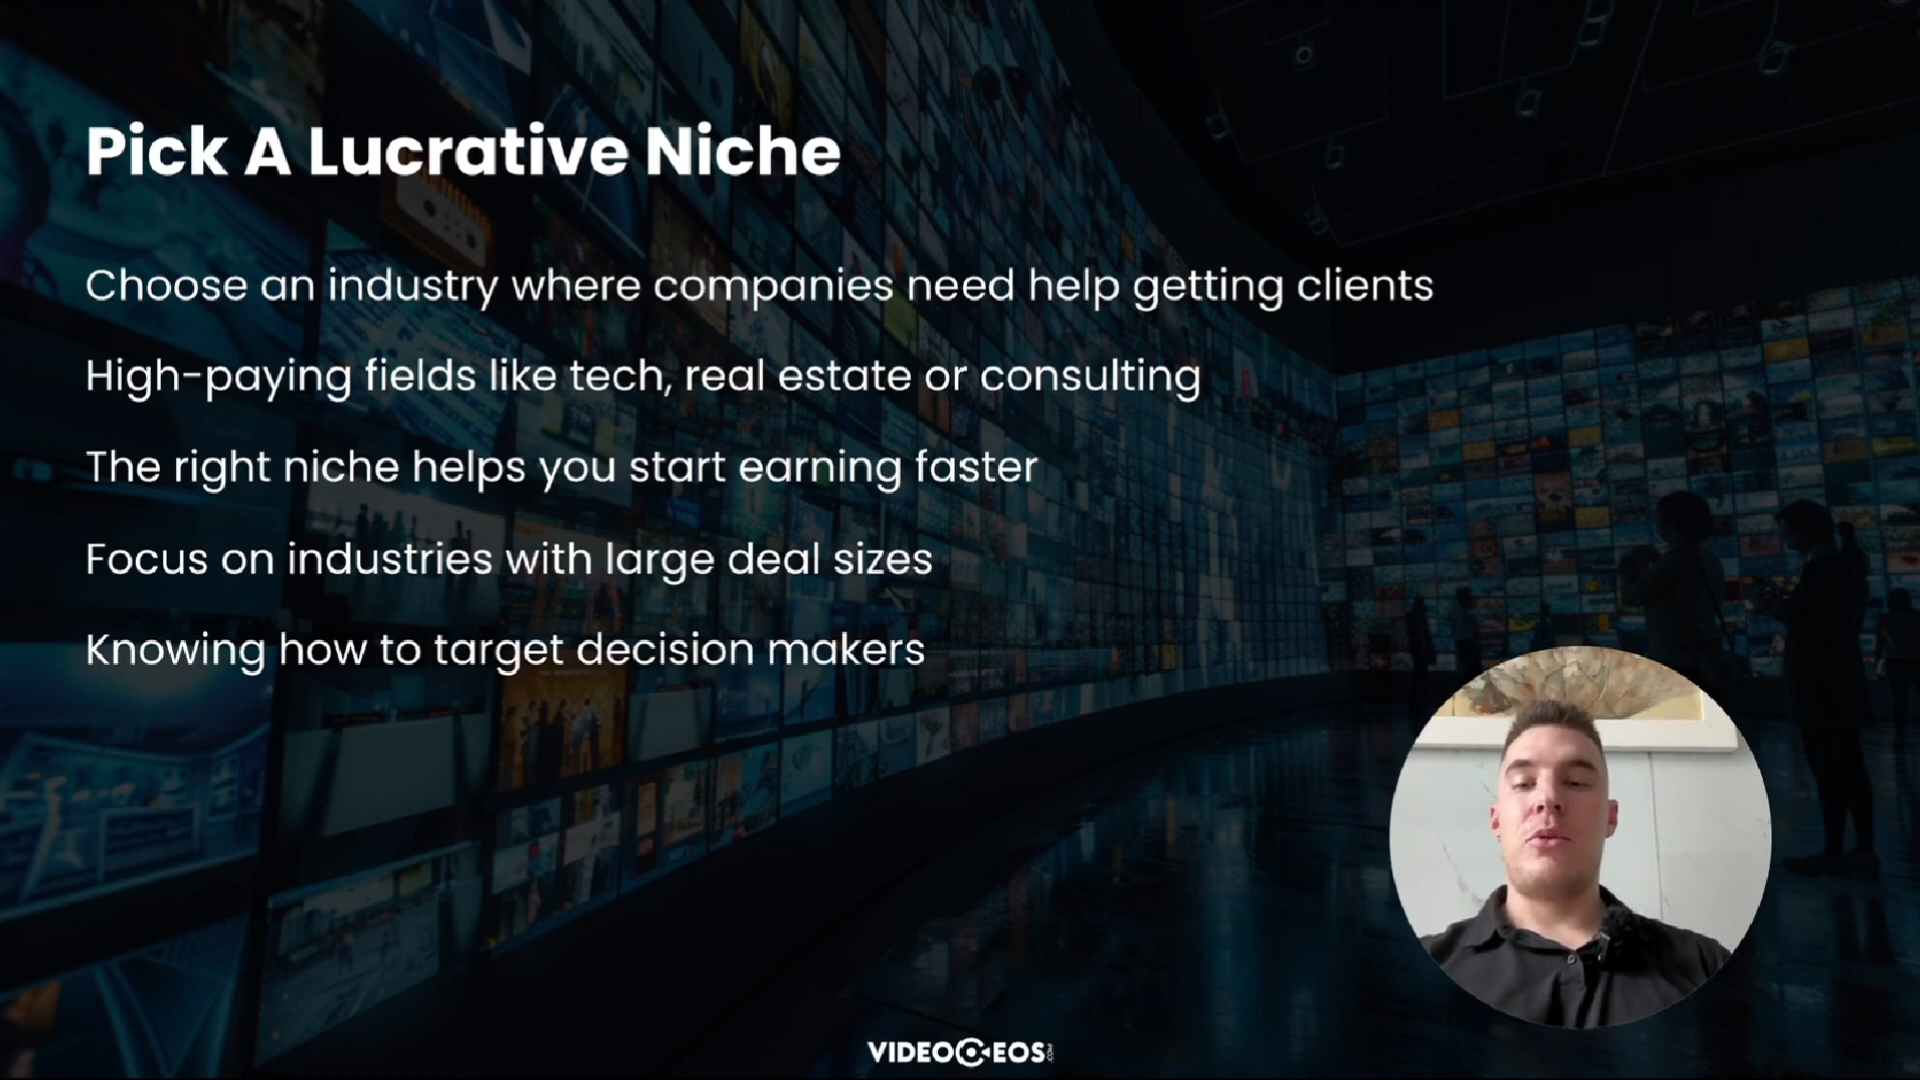 Pick A Lucrative Niche
Choose an industry where companies need help getting clients
High-paying fields like tech, real estate or consulting
The right niche helps you start earning faster
Focus on industries with large deal sizes
Knowing how to target decision makers
VIDEOCEOS